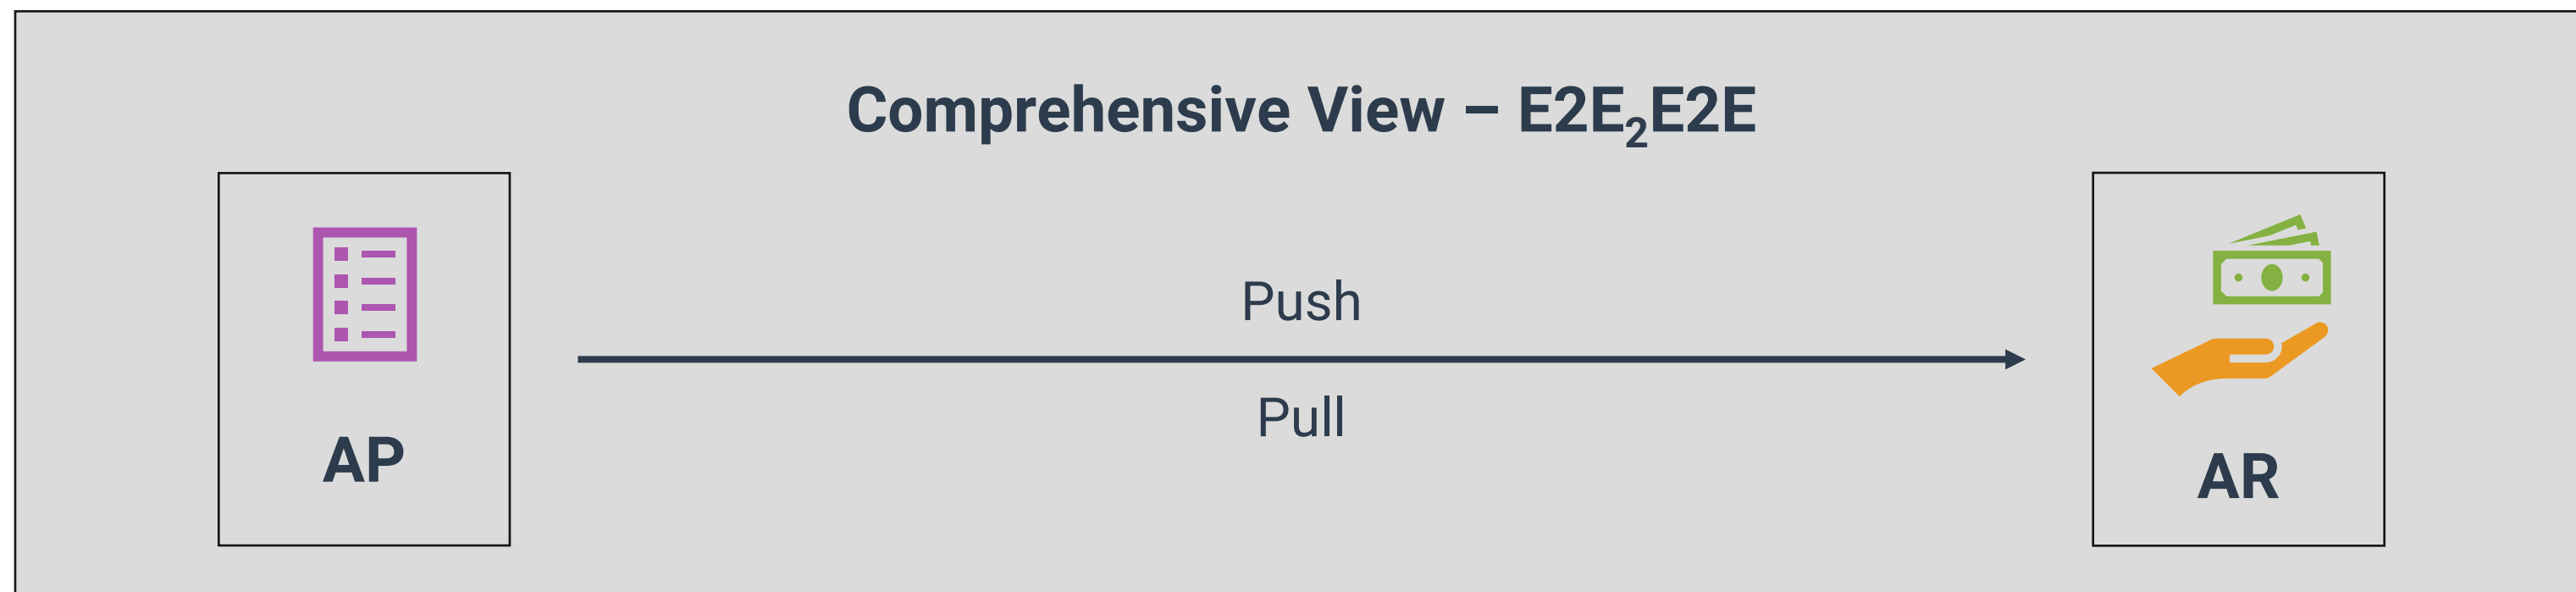 Comprehensive View – E2E₂E2E
Push
Pull
AP
AR